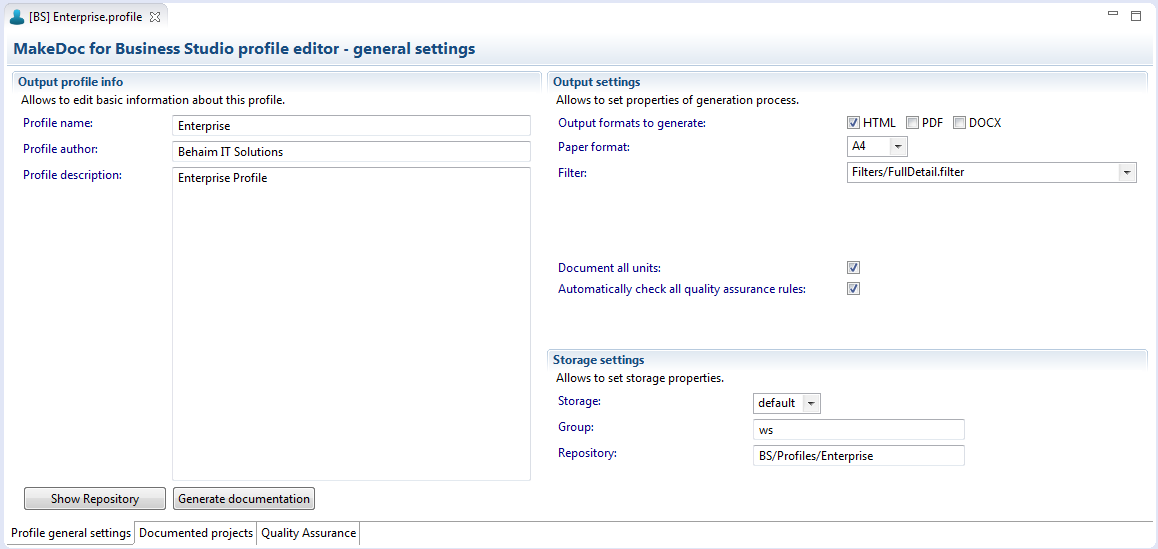 [BS] Enterprise.profile
MakeDoc for Business Studio profile editor - general settings
Output profile info
Allows to edit basic information about this profile.
Profile name:
Enterprise
Profile author:
Behaim IT Solutions
Profile description:
Enterprise Profile
Show Repository
Generate documentation
Output settings
Allows to set properties of generation process.
Output formats to generate:
HTML PDF DOCX
Paper format:
A4
Filter:
Filters/FullDetail.filter
Document all units:
Automatically check all quality assurance rules:
Storage settings
Allows to set storage properties.
Storage:
default
Group:
ws
Repository:
BS/Profiles/Enterprise
Profile general settings
Documented projects
Quality Assurance